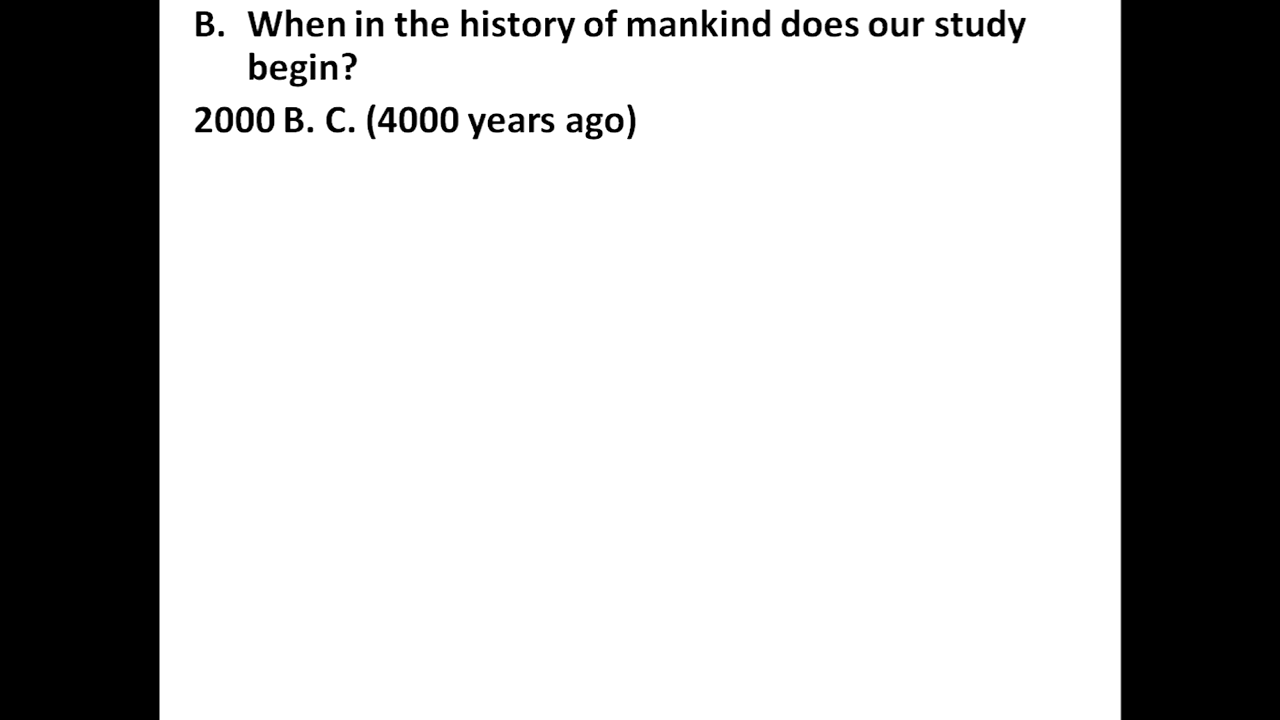 B. When in the history of mankind does our study
begin?
2000 B. C. (4000 years ago)